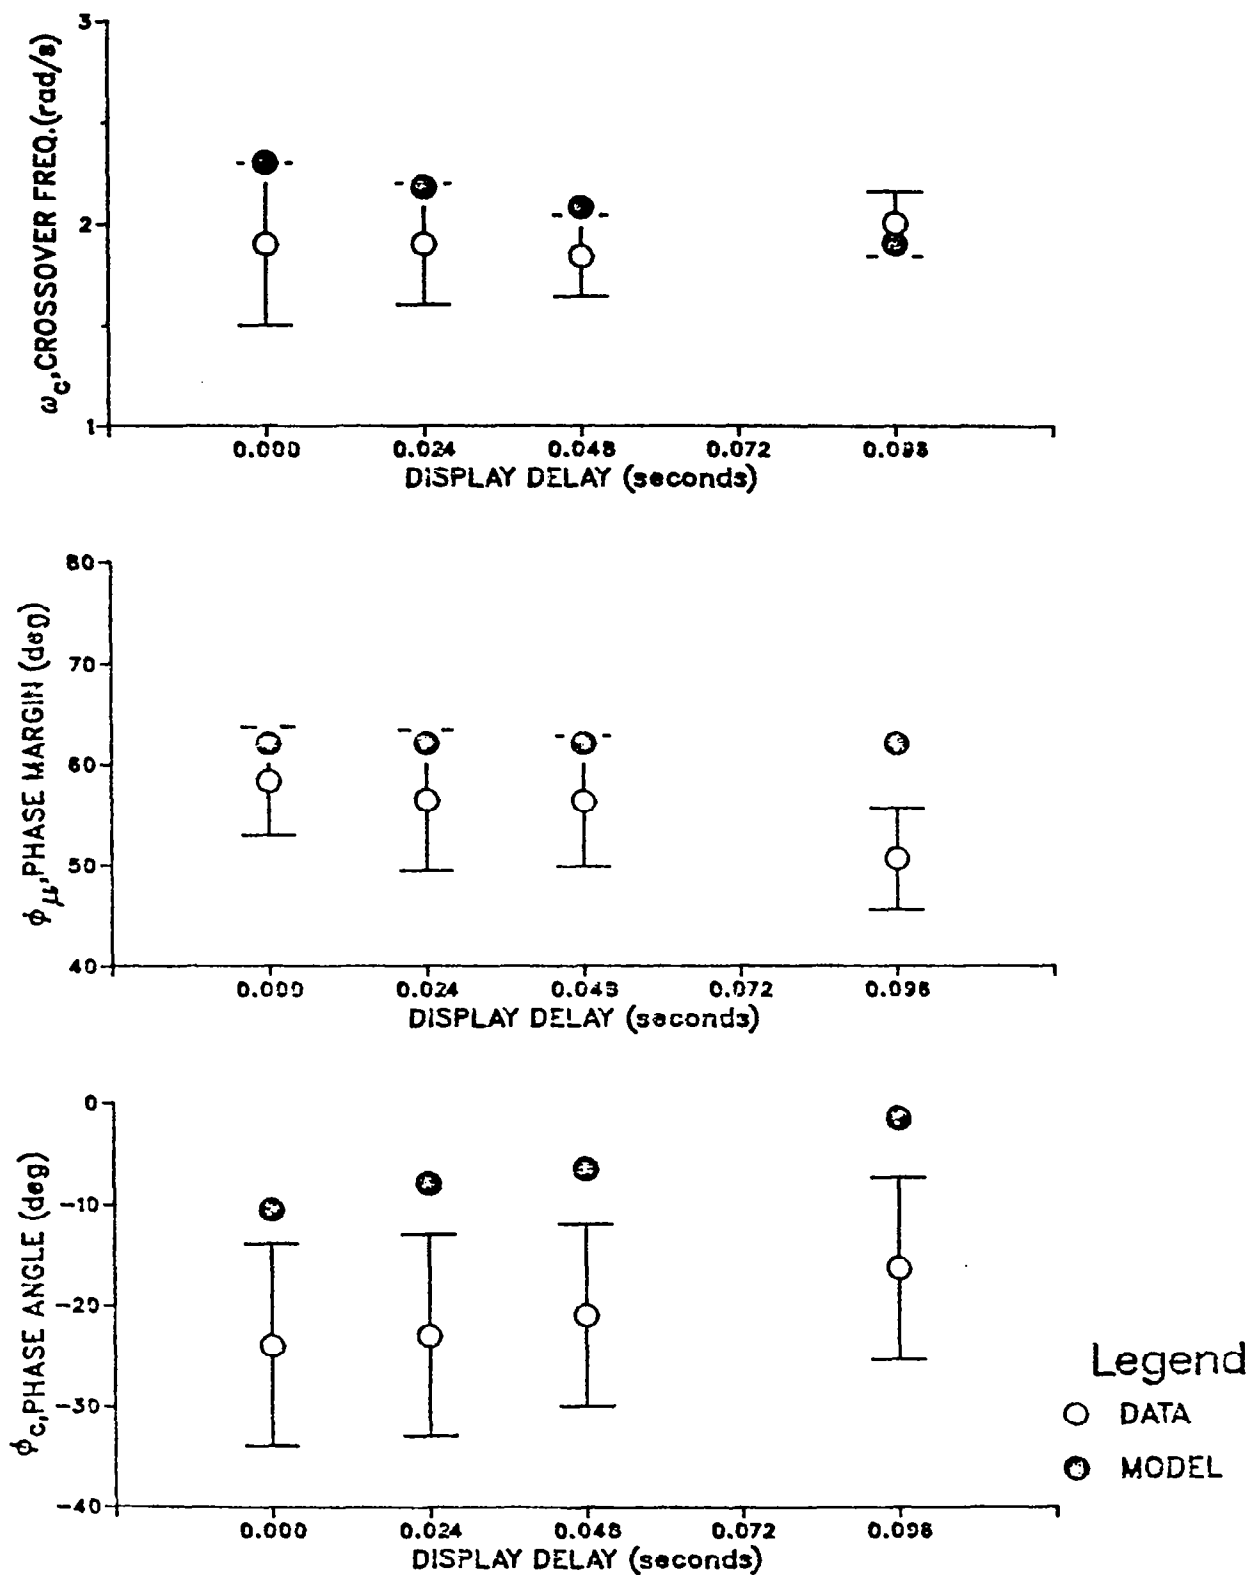 3
2
1
ω_c,CROSSOVER FREQ.(rad/s)
0.000 0.024 0.048 0.072 0.096
DISPLAY DELAY (seconds)
80
70
60
50
40
ϕ_μ,PHASE MARGIN (deg)
0.000 0.024 0.048 0.072 0.096
DISPLAY DELAY (seconds)
0
-10
-20
-30
-40
ϕ_c,PHASE ANGLE (deg)
0.000 0.024 0.048 0.072 0.096
DISPLAY DELAY (seconds)
Legend
DATA
MODEL